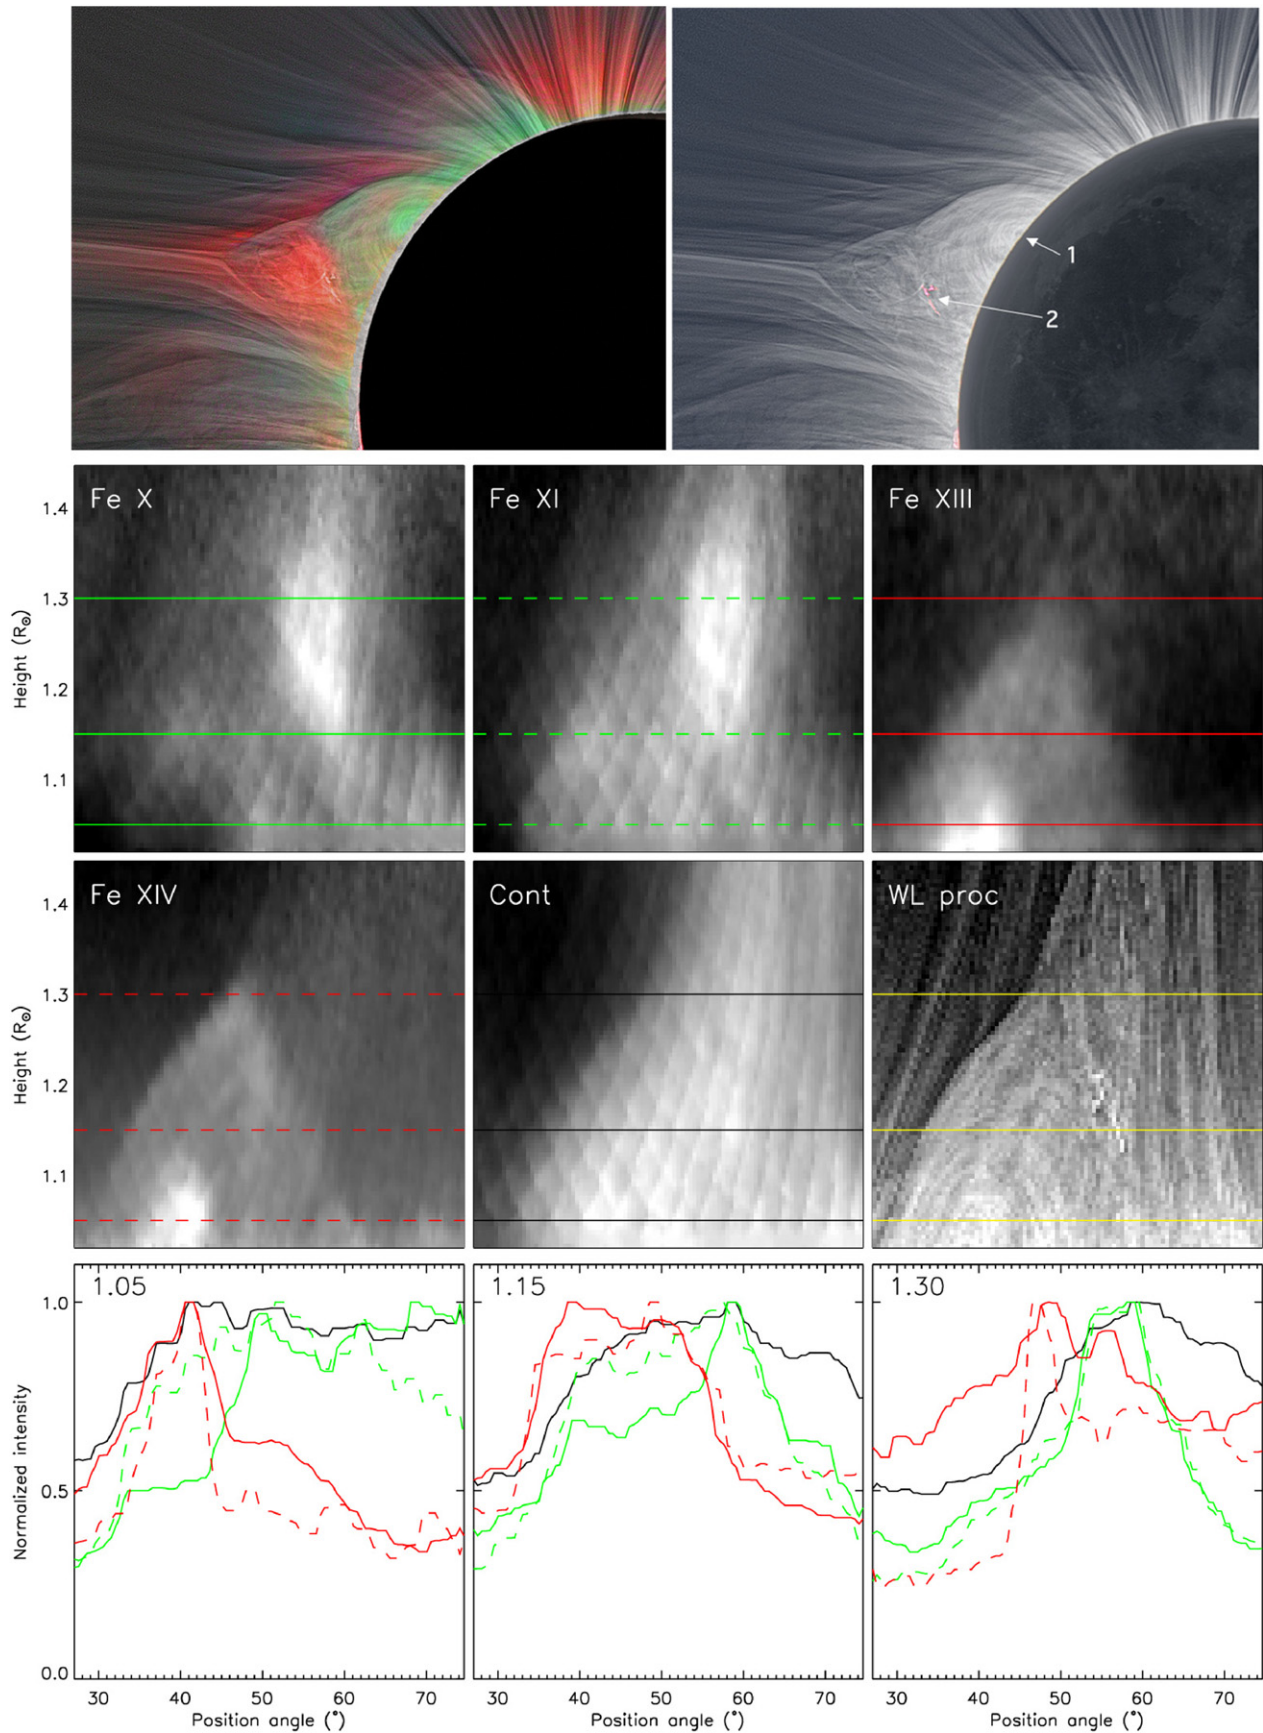 1
2
Fe X
Fe XI
Fe XIII
1.4
1.3
1.2
1.1
Height (R⊙)
Fe XIV
Cont
WL proc
1.4
1.3
1.2
1.1
Height (R⊙)
1.05
1.15
1.30
1.0
0.5
0.0
Normalized intensity
30 40 50 60 70
30 40 50 60 70
30 40 50 60 70
Position angle (°)
Position angle (°)
Position angle (°)